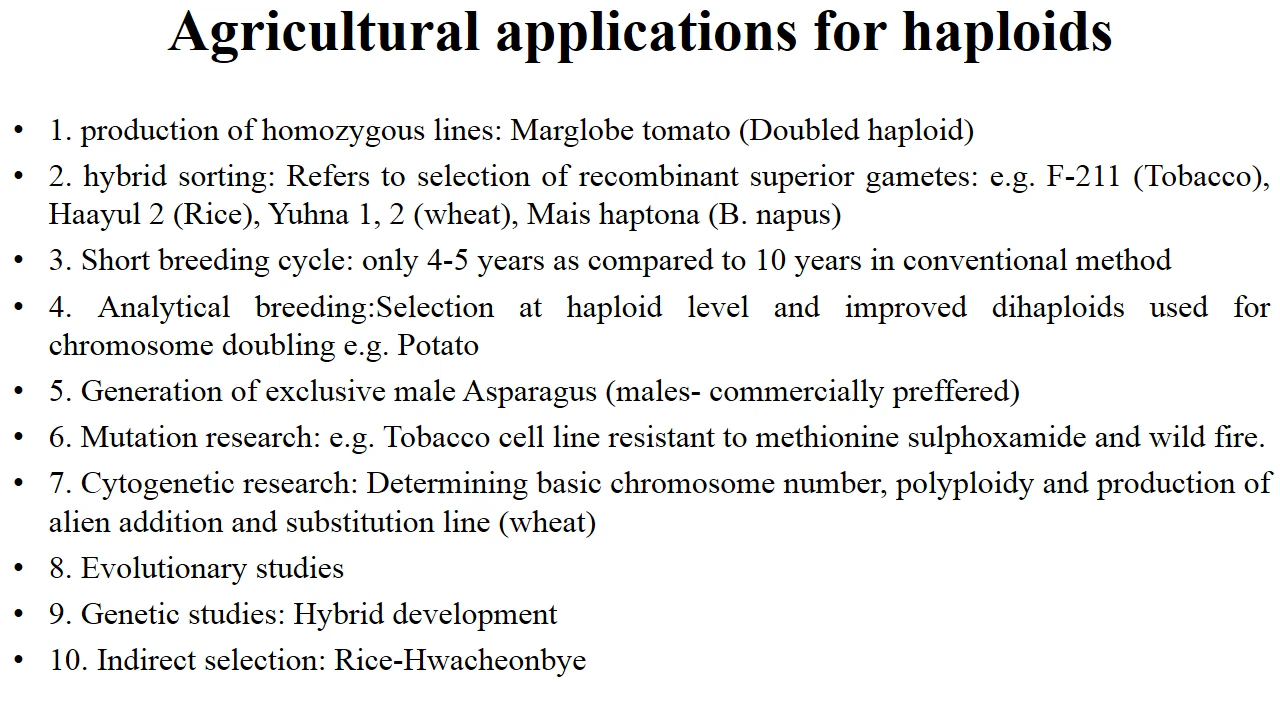 Agricultural applications for haploids
• 1. production of homozygous lines: Marglobe tomato (Doubled haploid)
• 2. hybrid sorting: Refers to selection of recombinant superior gametes: e.g. F-211 (Tobacco),
Haayul 2 (Rice), Yuhna 1, 2 (wheat), Mais haptona (B. napus)
• 3. Short breeding cycle: only 4-5 years as compared to 10 years in conventional method
• 4. Analytical breeding:Selection at haploid level and improved dihaploids used for
chromosome doubling e.g. Potato
• 5. Generation of exclusive male Asparagus (males- commercially preffered)
• 6. Mutation research: e.g. Tobacco cell line resistant to methionine sulphoxamide and wild fire.
• 7. Cytogenetic research: Determining basic chromosome number, polyploidy and production of
alien addition and substitution line (wheat)
• 8. Evolutionary studies
• 9. Genetic studies: Hybrid development
• 10. Indirect selection: Rice-Hwacheonbye